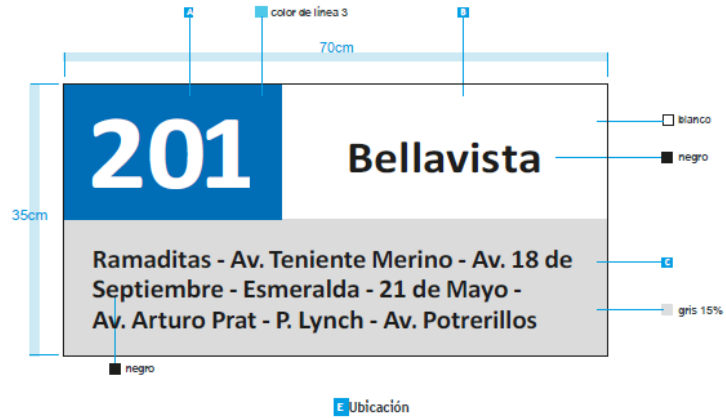 A
color de línea 3
B
70cm
35cm
201
Bellavista
blanco
negro
Ramaditas - Av. Teniente Merino - Av. 18 de
Septiembre - Esmeralda - 21 de Mayo -
Av. Arturo Prat - P. Lynch - Av. Potrerillos
C
gris 15%
negro
E Ubicación